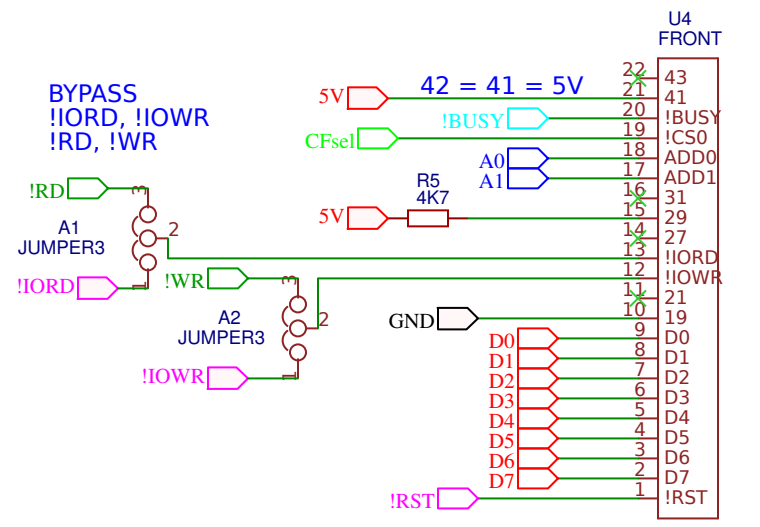 U4
FRONT
BYPASS
!IORD, !IOWR
!RD, !WR
42 = 41 = 5V
5V
!BUSY
CFsel
A0
A1
R5
4K7
5V
!RD
3
A1
JUMPER3
2
!IORD
1
!WR
3
A2
JUMPER3
2
!IOWR
1
GND
D0
D1
D2
D3
D4
D5
D6
D7
!RST
22 43
21 41
20 !BUSY
19 !CS0
18 ADD0
17 ADD1
16 31
15 29
14 27
13 !IORD
12 !IOWR
11 21
10 19
9 D0
8 D1
7 D2
6 D3
5 D4
4 D5
3 D6
2 D7
1 !RST